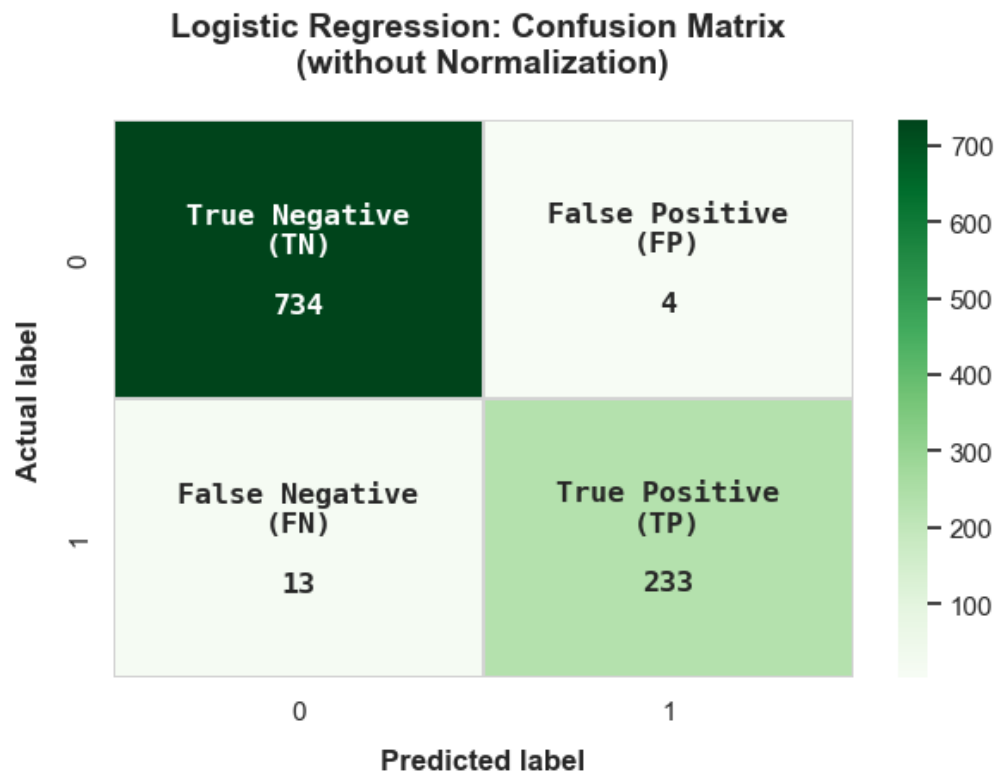 Logistic Regression: Confusion Matrix
(without Normalization)
True Negative
(TN)
734
False Positive
(FP)
4
False Negative
(FN)
13
True Positive
(TP)
233
0
1
Actual label
0
1
Predicted label
700
600
500
400
300
200
100